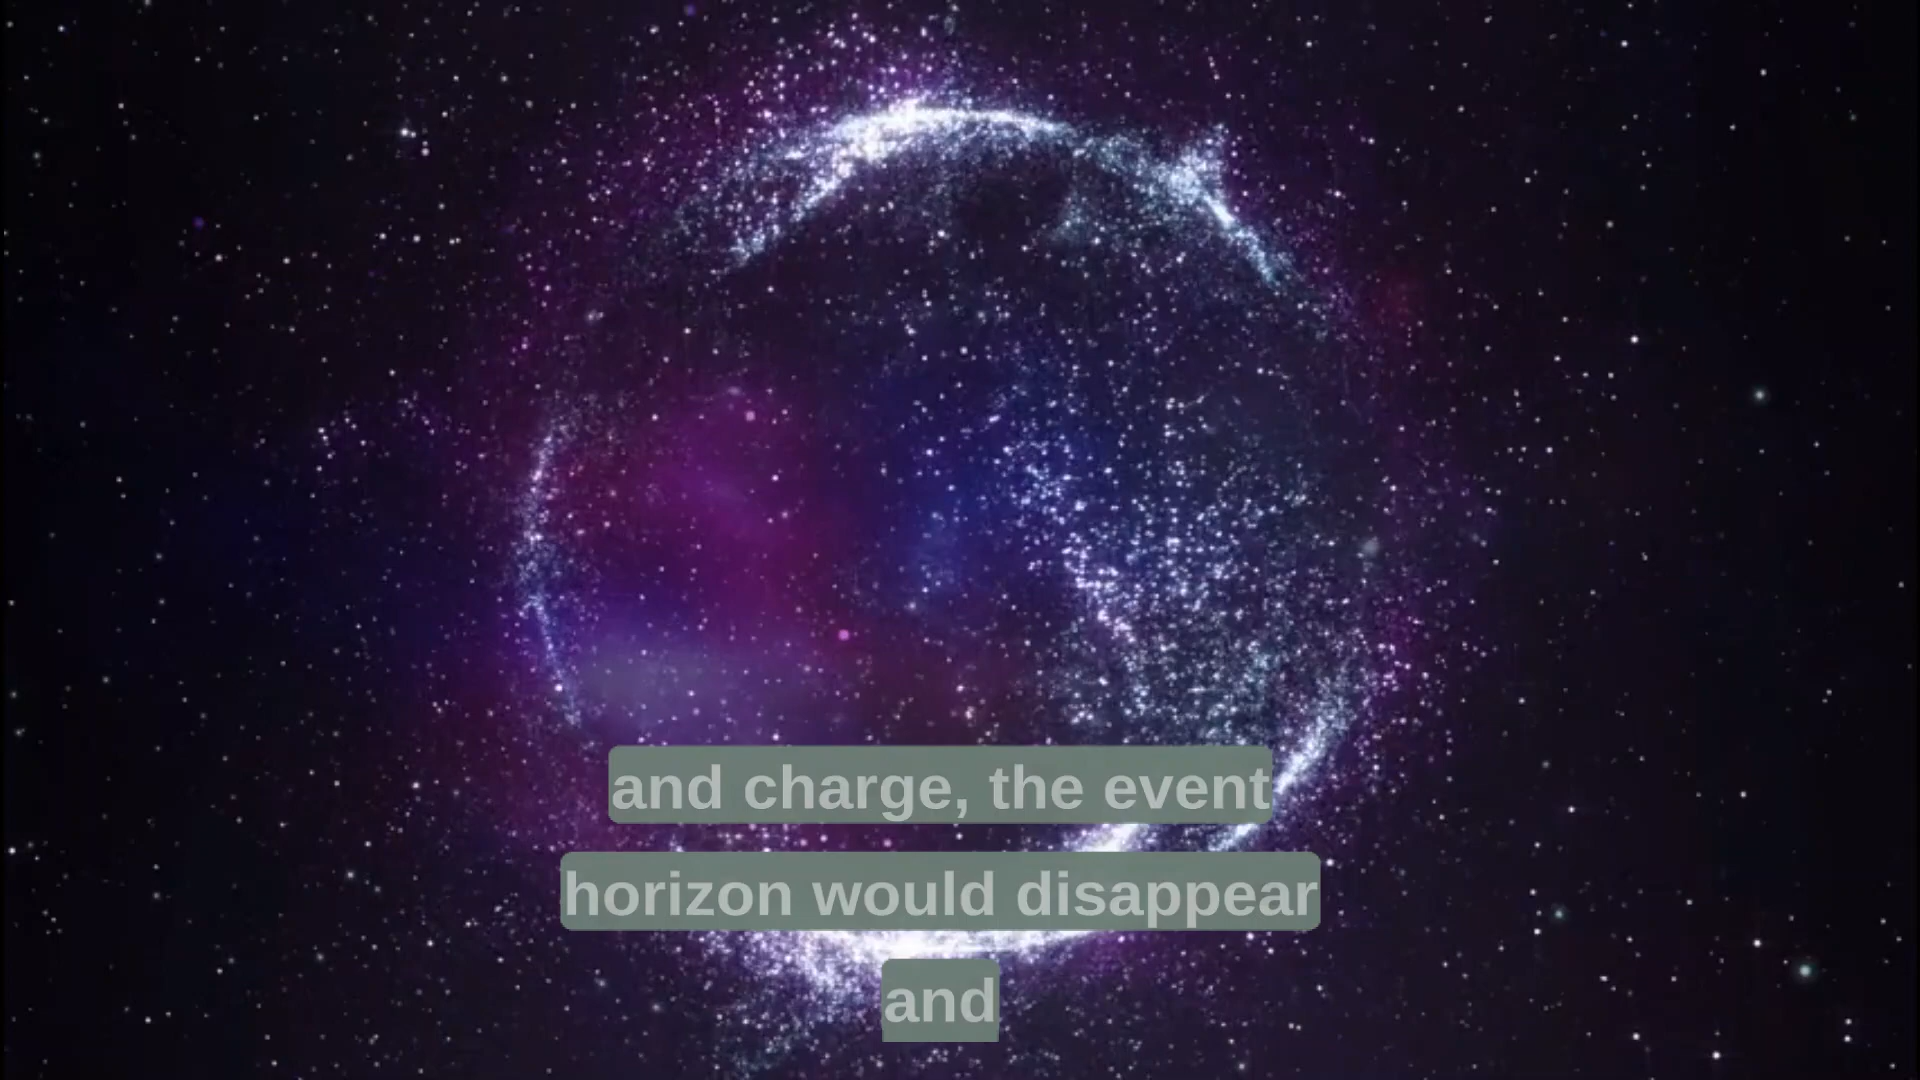 and charge, the event
horizon would disappear
and